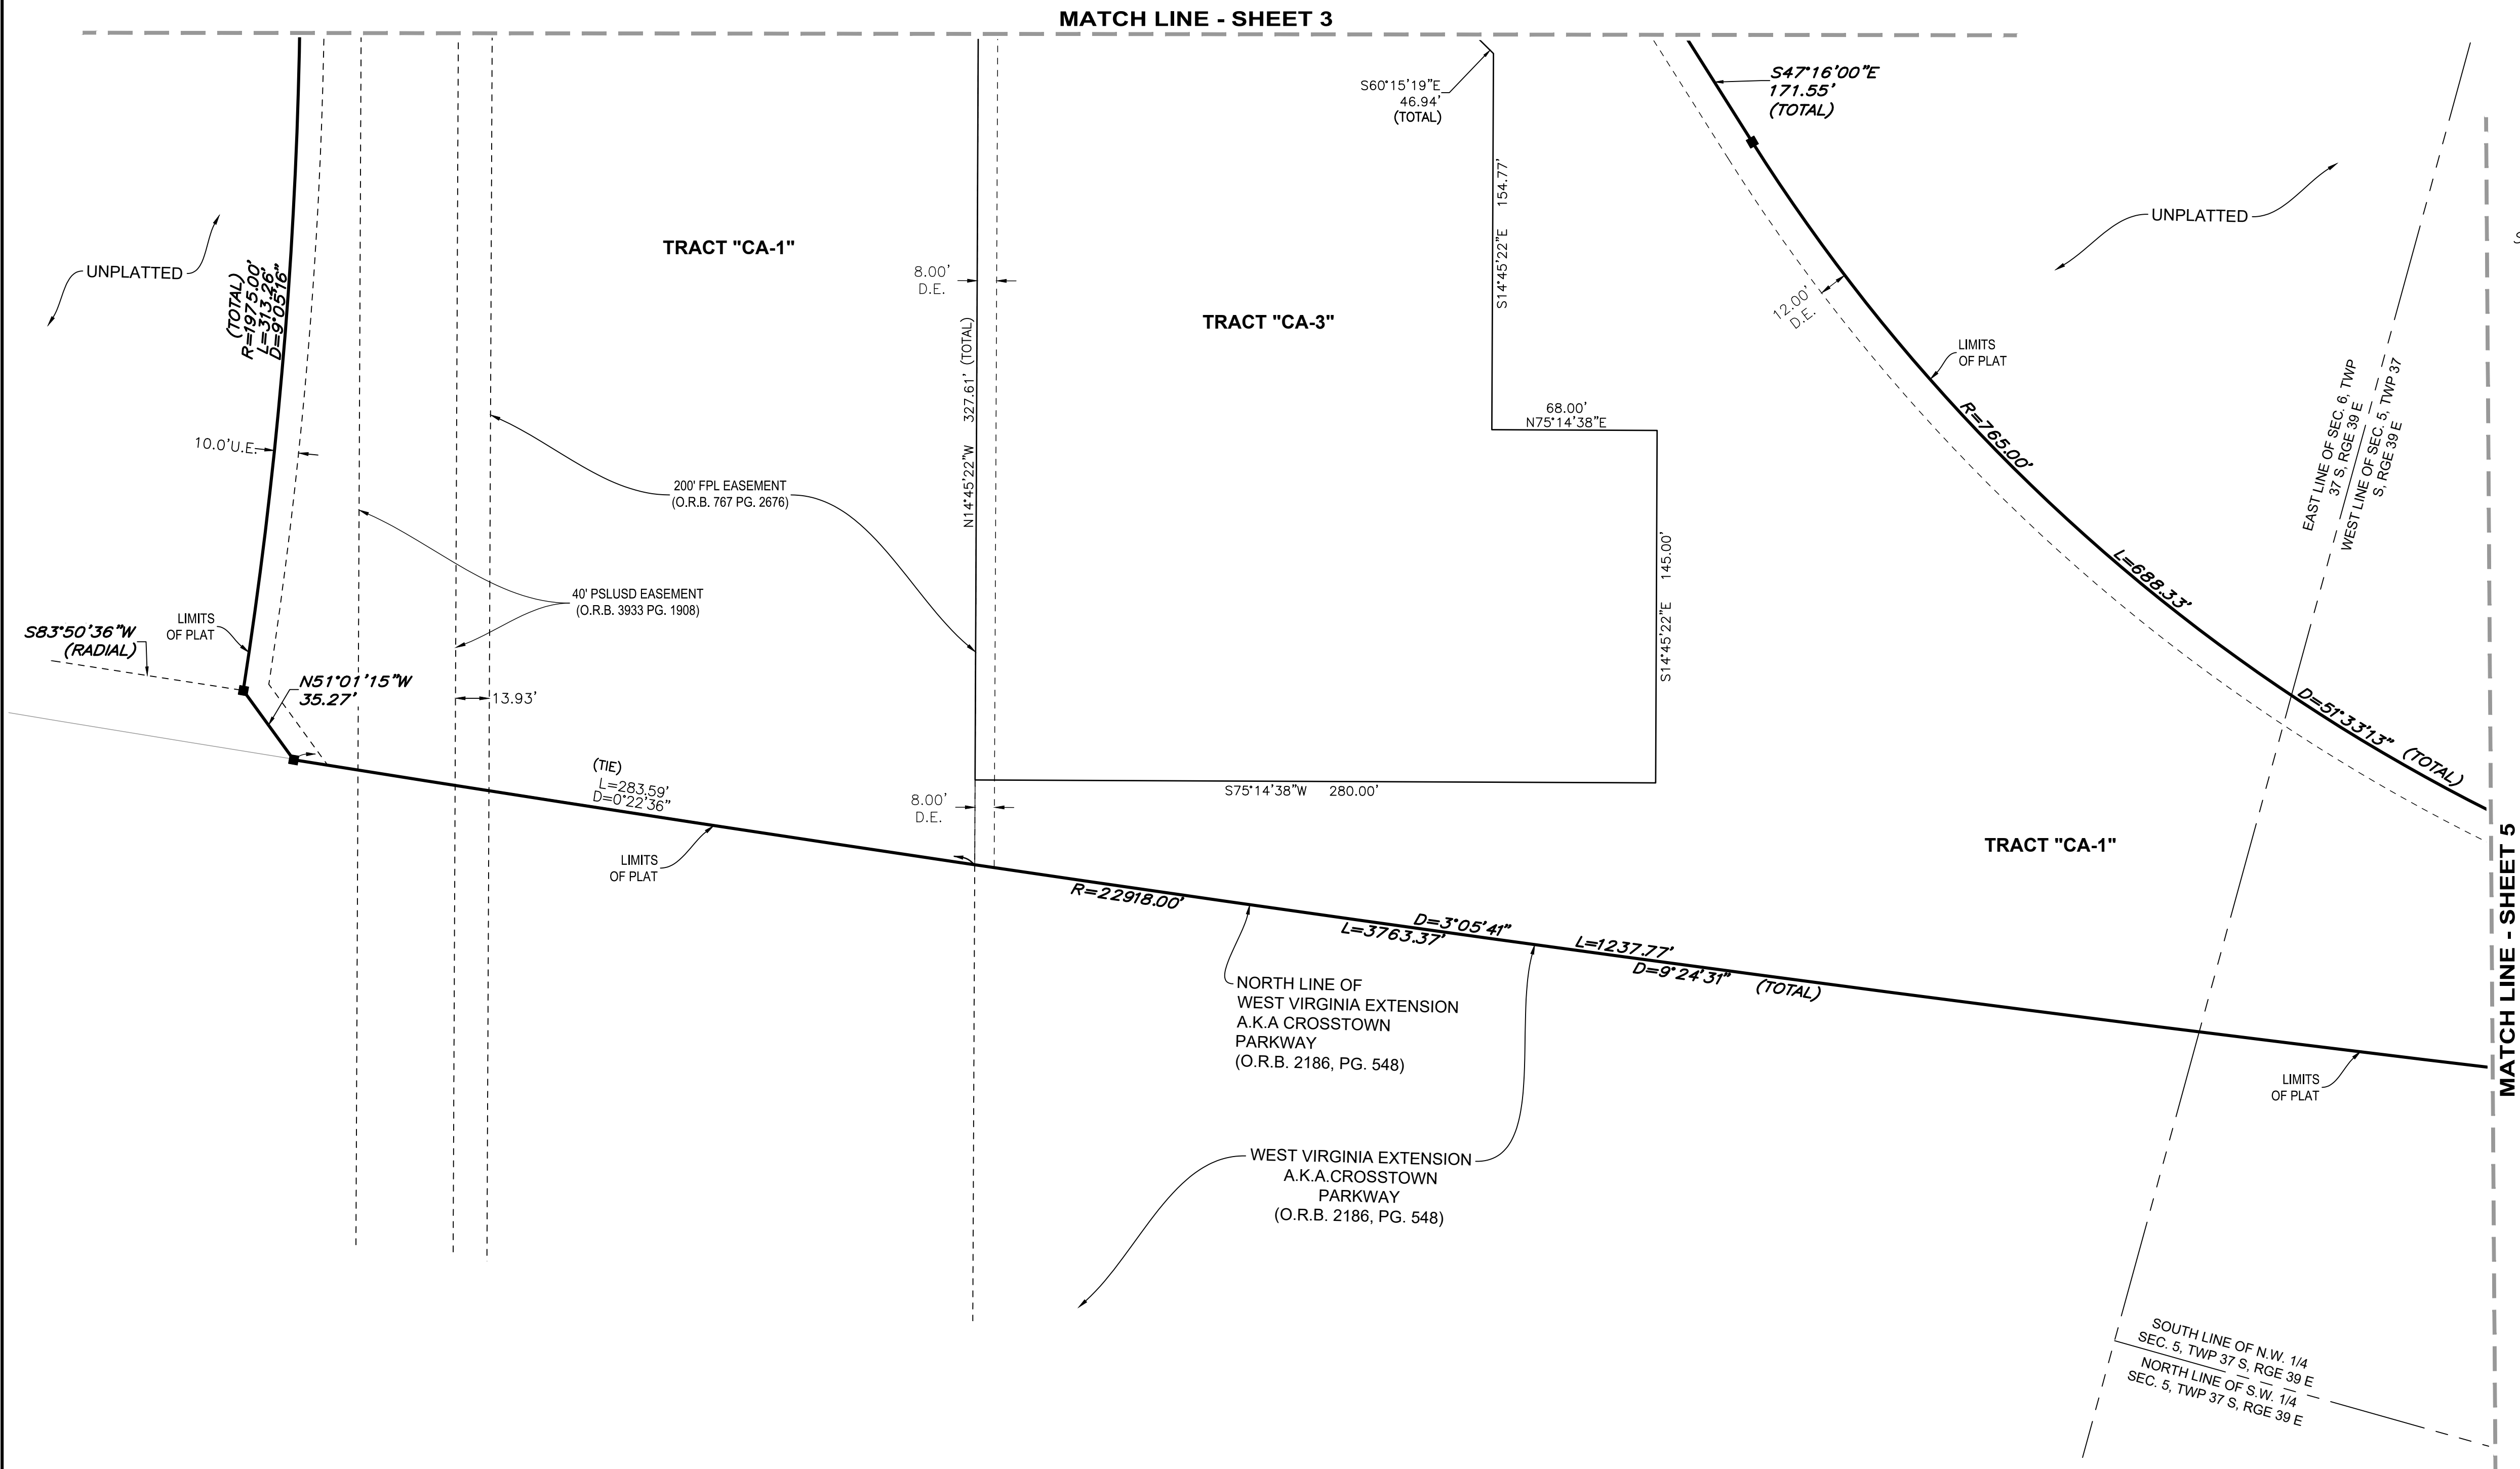 MATCH LINE - SHEET 3
S60°15'19"E
46.94'
(TOTAL)
S47°16'00"E
171.55'
(TOTAL)
UNPLATTED
UNPLATTED
(TOTAL)
R=1975.00'
L=313.26'
D=9°05'16"
TRACT "CA-1"
8.00'
D.E.
TRACT "CA-3"
S14°45'22"E 154.77'
12.00'
D.E.
LIMITS
OF PLAT
N14°45'22"W 327.61' (TOTAL)
68.00'
N75°14'38"E
R=765.00'
EAST LINE OF SEC. 6, TWP
37 S, RGE 39 E
WEST LINE OF SEC. 5, TWP 37
S, RGE 39 E
10.0'U.E.
200' FPL EASEMENT
(O.R.B. 767 PG. 2676)
S14°45'22"E 145.00'
L=688.33'
40' PSLUSD EASEMENT
(O.R.B. 3933 PG. 1908)
LIMITS
OF PLAT
S83°50'36"W
(RADIAL)
N51°01'15"W
35.27'
13.93'
D=51°33'13" (TOTAL)
(TIE)
L=283.59'
D=0°22'36"
8.00'
D.E.
S75°14'38"W 280.00'
LIMITS
OF PLAT
TRACT "CA-1"
MATCH LINE - SHEET 5
R=22918.00'
D=3°05'41"
L=3763.37'
L=1237.77'
D=9°24'31" (TOTAL)
NORTH LINE OF
WEST VIRGINIA EXTENSION
A.K.A CROSSTOWN
PARKWAY
(O.R.B. 2186, PG. 548)
LIMITS
OF PLAT
WEST VIRGINIA EXTENSION
A.K.A.CROSSTOWN
PARKWAY
(O.R.B. 2186, PG. 548)
SOUTH LINE OF N.W. 1/4
SEC. 5, TWP 37 S, RGE 39 E
NORTH LINE OF S.W. 1/4
SEC. 5, TWP 37 S, RGE 39 E